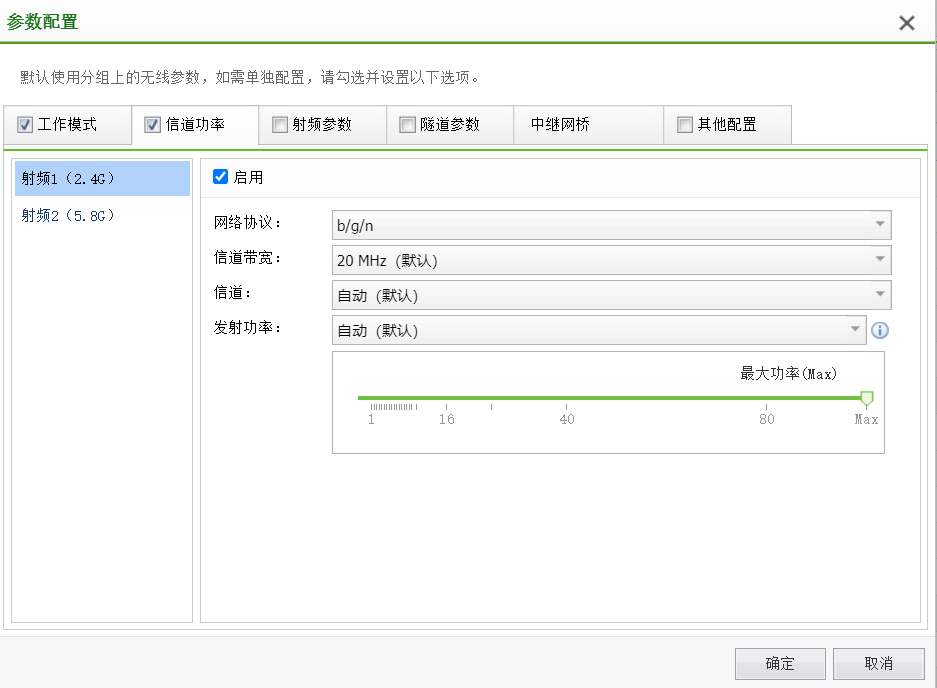 参数配置
默认使用分组上的无线参数，如需单独配置，请勾选并设置以下选项。
工作模式 信道功率 射频参数 隧道参数 中继网桥 其他配置
射频1（2.4G）
射频2（5.8G）
启用
网络协议： b/g/n
信道带宽： 20 MHz（默认）
信道： 自动（默认）
发射功率： 自动（默认）
最大功率(Max)
1 16 40 80 Max
确定 取消